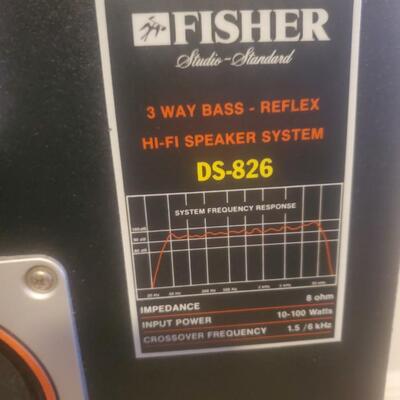 FISHER
Studio-Standard
3 WAY BASS - REFLEX
HI-FI SPEAKER SYSTEM
DS-826
SYSTEM FREQUENCY RESPONSE
IMPEDANCE 8 ohm
INPUT POWER 10-100 Watts
CROSSOVER FREQUENCY 1.5 / 6 kHz